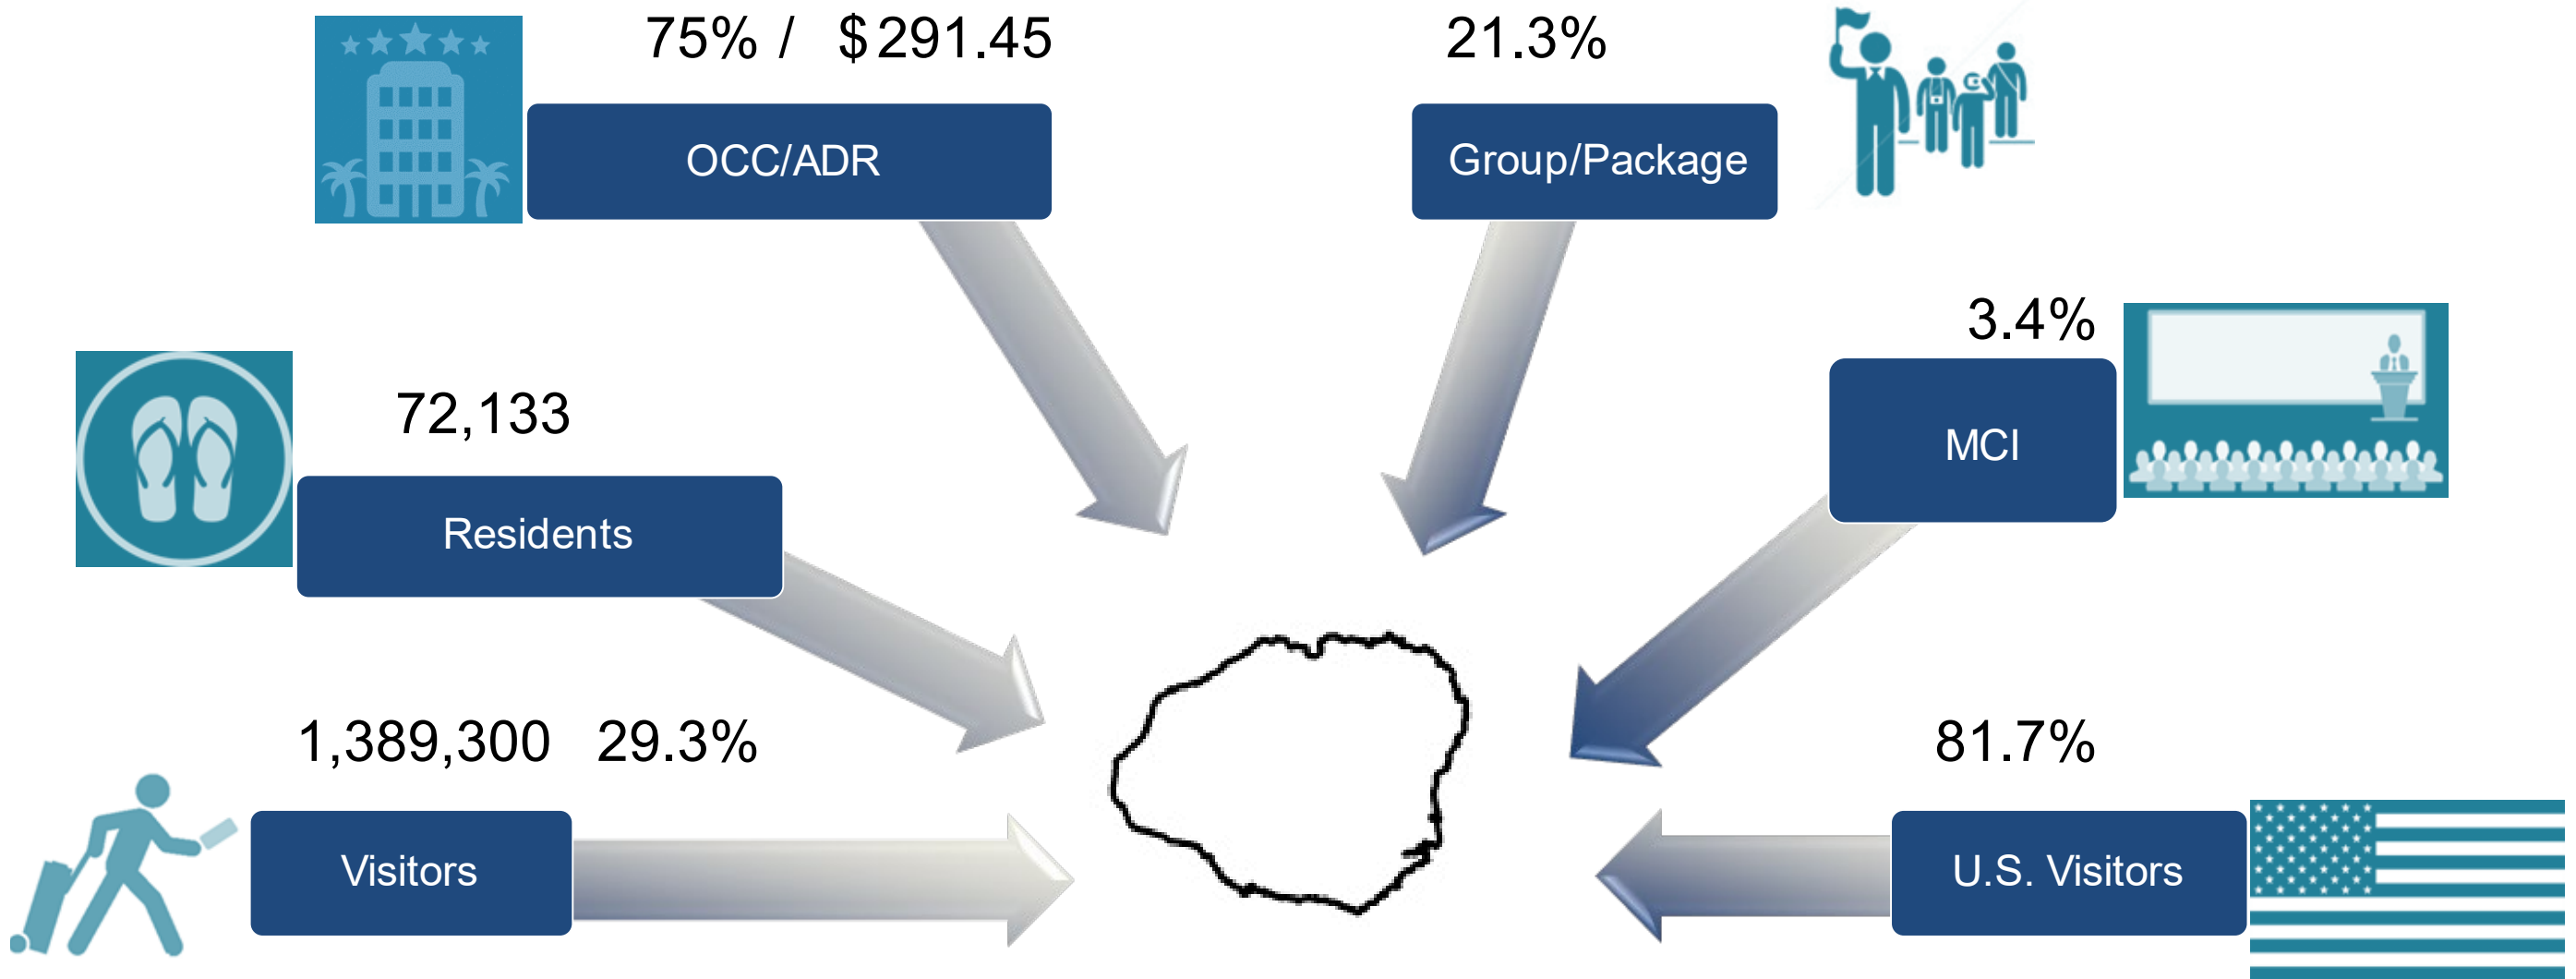 75% / $291.45
OCC/ADR
21.3%
Group/Package
72,133
Residents
3.4%
MCI
1,389,300 29.3%
Visitors
81.7%
U.S. Visitors